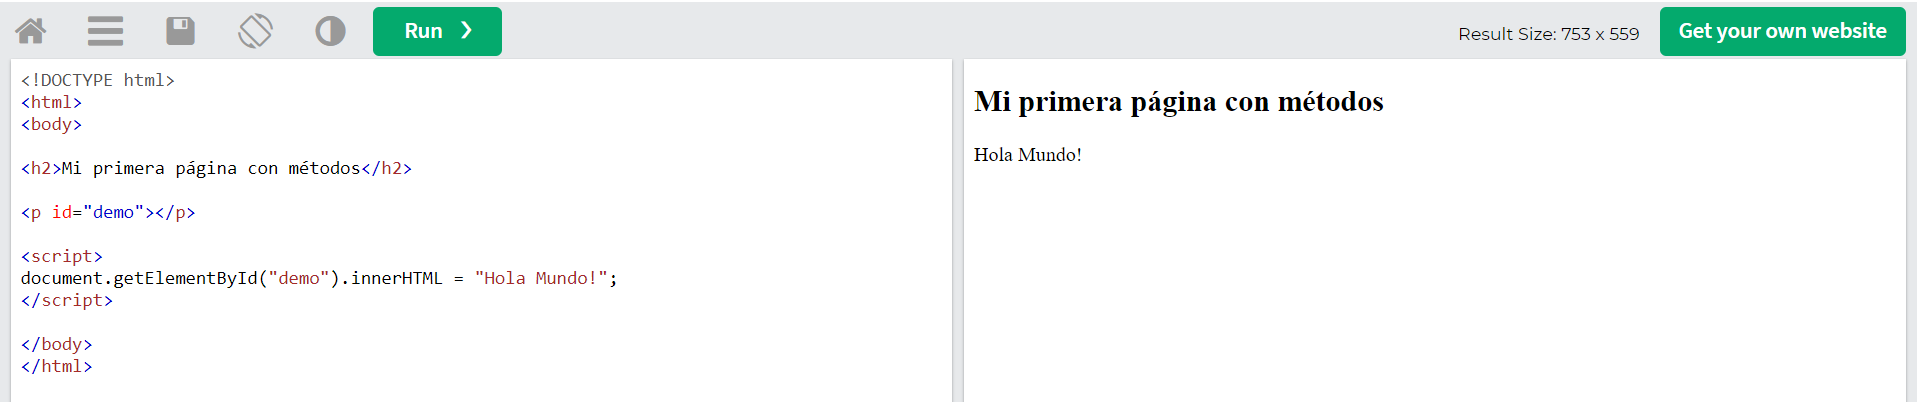 Run ❯
Result Size: 753 x 559
Get your own website
<!DOCTYPE html>
<html>
<body>
<h2>Mi primera página con métodos</h2>
<p id="demo"></p>
<script>
document.getElementById("demo").innerHTML = "Hola Mundo!";
</script>
</body>
</html>
Mi primera página con métodos
Hola Mundo!